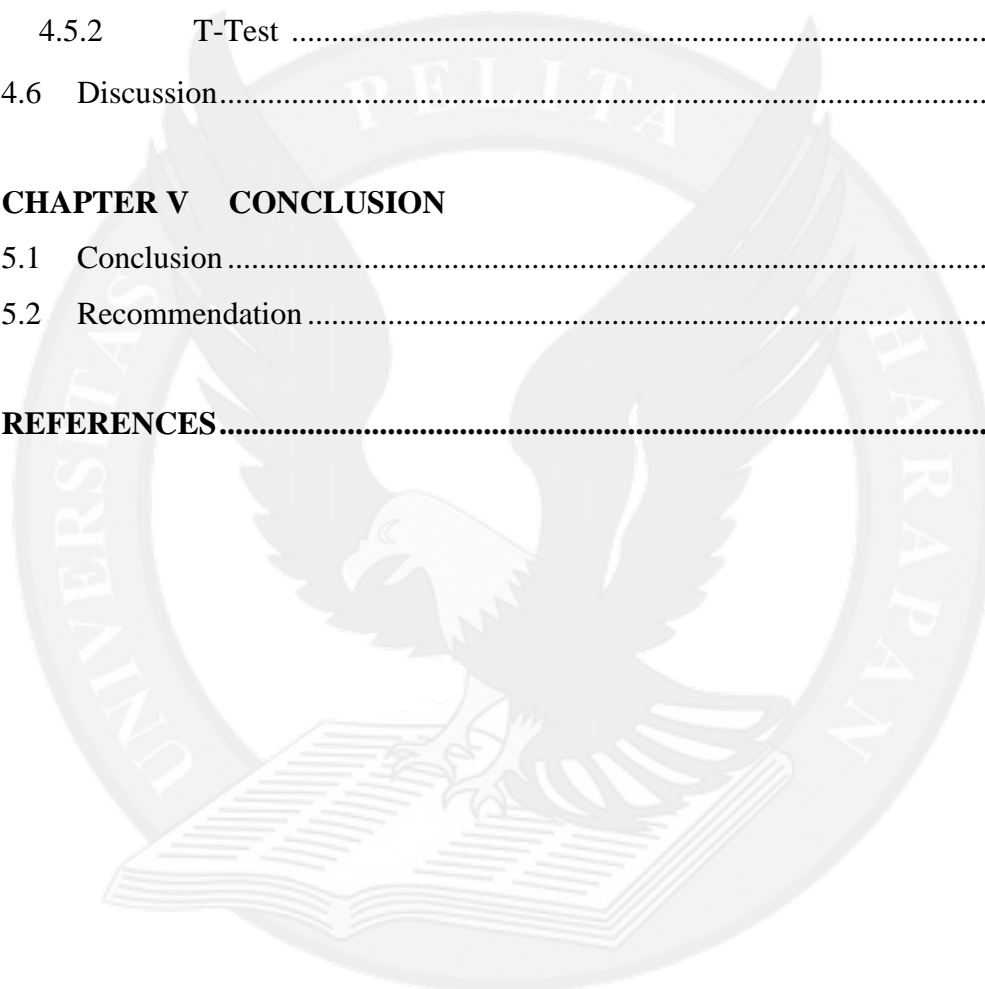 4.5.2 T-Test ........................................................................................
4.6 Discussion.................................................................................................
CHAPTER V CONCLUSION
5.1 Conclusion................................................................................................
5.2 Recommendation......................................................................................
REFERENCES.................................................................................................
UNIVERSITAS PELITA HARAPAN